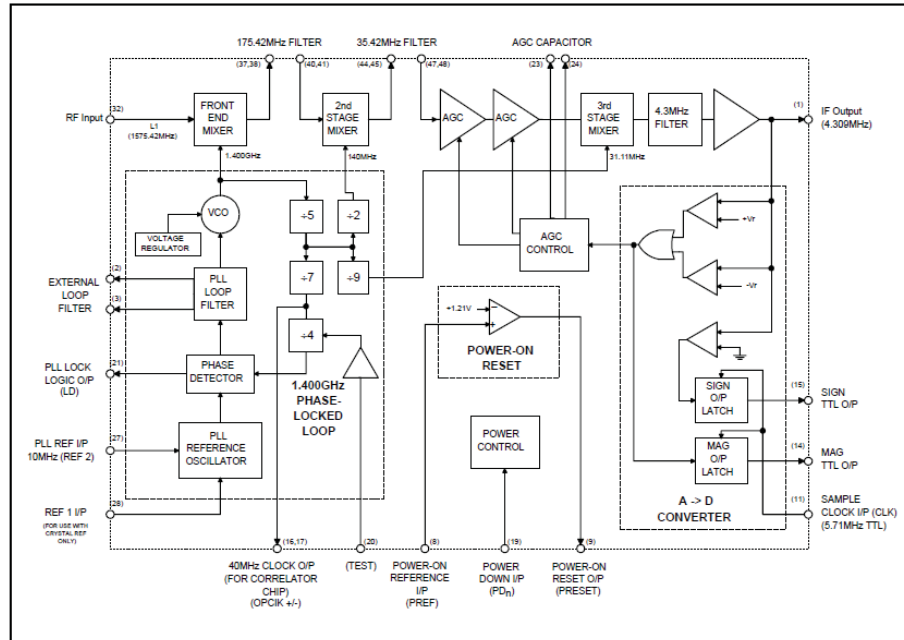 175.42MHz FILTER
35.42MHz FILTER
AGC CAPACITOR
(37,38)
(40,41)
(44,45)
(47,48)
(23)
(24)
RF Input
(32)
L1
(1575.42MHz)
FRONT
END
MIXER
2nd
STAGE
MIXER
AGC
AGC
3rd
STAGE
MIXER
4.3MHz
FILTER
(1)
IF Output
(4.309MHz)
1.400GHz
140MHz
31.11MHz
VCO
VOLTAGE
REGULATOR
÷5
÷2
÷7
÷9
÷4
AGC
CONTROL
+Vr
-Vr
(2)
(3)
EXTERNAL
LOOP
FILTER
PLL
LOOP
FILTER
+1.21V
−
+
POWER-ON
RESET
(21)
PLL LOCK
LOGIC O/P
(LD)
PHASE
DETECTOR
1.400GHz
PHASE-
LOCKED
LOOP
SIGN
O/P
LATCH
(15)
SIGN
TTL O/P
(27)
PLL REF I/P
10MHz (REF 2)
PLL
REFERENCE
OSCILLATOR
POWER
CONTROL
MAG
O/P
LATCH
(14)
MAG
TTL O/P
(28)
REF 1 I/P
(FOR USE WITH
CRYSTAL REF
ONLY)
A -> D
CONVERTER
(11)
SAMPLE
CLOCK I/P (CLK)
(5.71MHz TTL)
(16,17)
(20)
(8)
(19)
(9)
40MHz CLOCK O/P
(FOR CORRELATOR
CHIP)
(OPCIK +/-)
(TEST)
POWER-ON
REFERENCE
I/P
(PREF)
POWER
DOWN I/P
(PDn)
POWER-ON
RESET O/P
(PRESET)